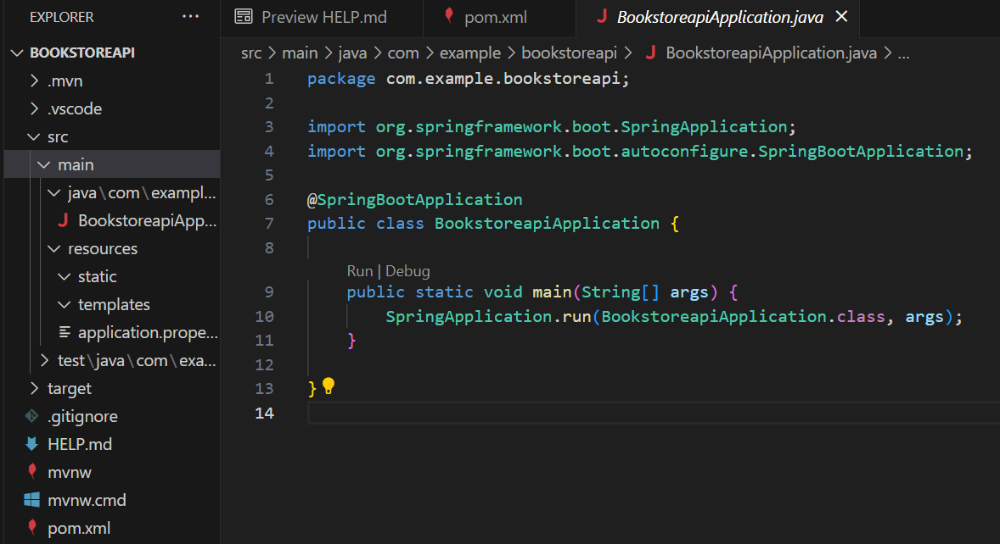 EXPLORER ...
BOOKSTOREAPI
.mvn
.vscode
src
main
java\com\exampl...
BookstoreapiApp...
resources
static
templates
application.prope...
test\java\com\exa...
target
.gitignore
HELP.md
mvnw
mvnw.cmd
pom.xml
Preview HELP.md pom.xml J BookstoreapiApplication.java ×
src > main > java > com > example > bookstoreapi > J BookstoreapiApplication.java > ...
1 package com.example.bookstoreapi;
2
3 import org.springframework.boot.SpringApplication;
4 import org.springframework.boot.autoconfigure.SpringBootApplication;
5
6 @SpringBootApplication
7 public class BookstoreapiApplication {
8
Run | Debug
9 public static void main(String[] args) {
10 SpringApplication.run(BookstoreapiApplication.class, args);
11 }
12
13 }
14